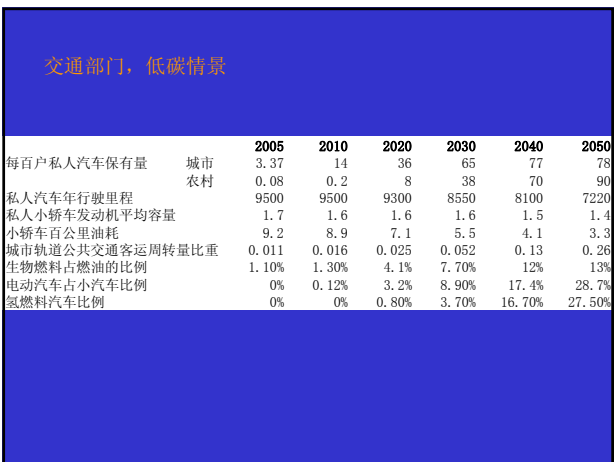 交通部门，低碳情景
2005 2010 2020 2030 2040 2050
每百户私人汽车保有量 城市 3.37 14 36 65 77 78
农村 0.08 0.2 8 38 70 90
私人汽车年行驶里程 9500 9500 9300 8550 8100 7220
私人小轿车发动机平均容量 1.7 1.6 1.6 1.6 1.5 1.4
小轿车百公里油耗 9.2 8.9 7.1 5.5 4.1 3.3
城市轨道公共交通客运周转量比重 0.011 0.016 0.025 0.052 0.13 0.26
生物燃料占燃油的比例 1.10% 1.30% 4.1% 7.70% 12% 13%
电动汽车占小汽车比例 0% 0.12% 3.2% 8.90% 17.4% 28.7%
氢燃料汽车比例 0% 0% 0.80% 3.70% 16.70% 27.50%